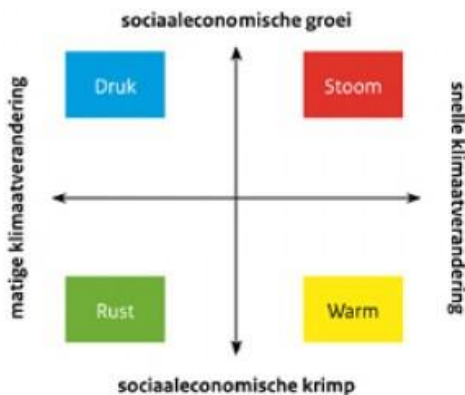 sociaaleconomische groei
Druk
Stoom
matige klimaatverandering
snelle klimaatverandering
Rust
Warm
sociaaleconomische krimp